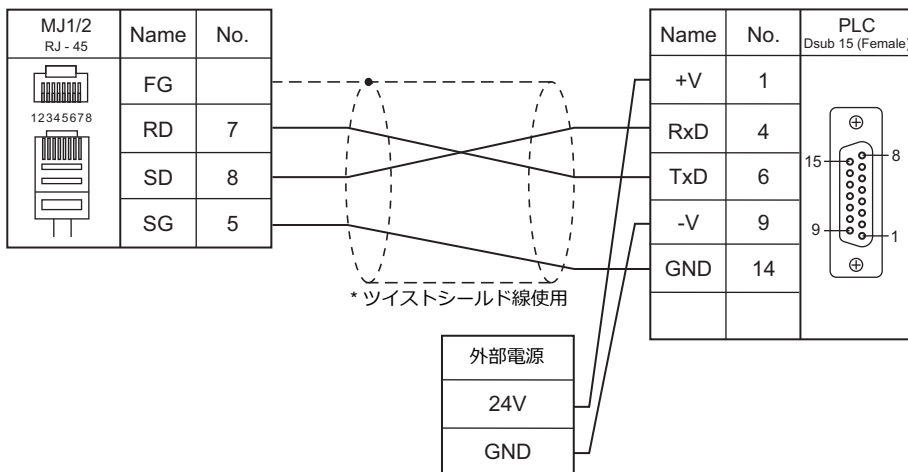 MJ1/2
RJ - 45
Name
No.
12345678
FG
RD
7
SD
8
SG
5
* ツイストシールド線使用
Name
No.
PLC
Dsub 15 (Female)
+V
1
RxD
4
TxD
6
-V
9
GND
14
15
8
9
1
外部電源
24V
GND